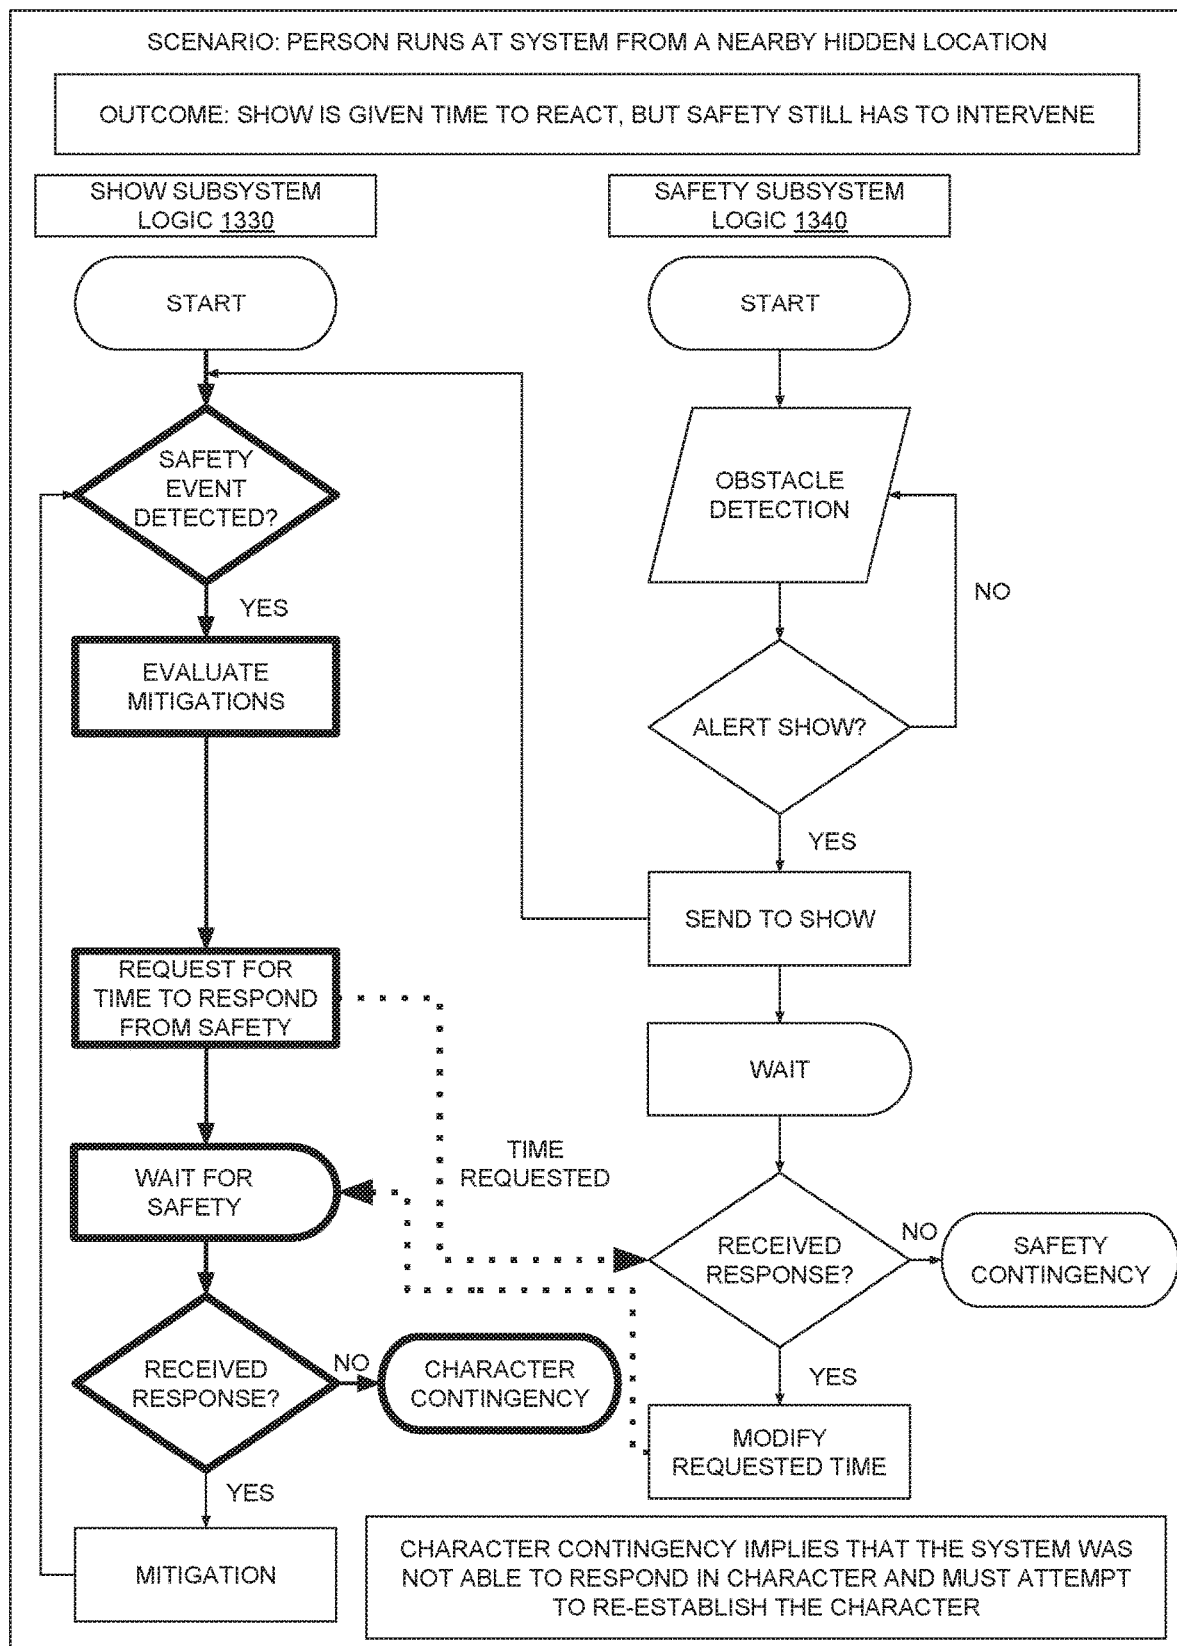 SCENARIO: PERSON RUNS AT SYSTEM FROM A NEARBY HIDDEN LOCATION
OUTCOME: SHOW IS GIVEN TIME TO REACT, BUT SAFETY STILL HAS TO INTERVENE
SHOW SUBSYSTEM
LOGIC 1330
SAFETY SUBSYSTEM
LOGIC 1340
START
START
SAFETY
EVENT
DETECTED?
OBSTACLE
DETECTION
NO
YES
EVALUATE
MITIGATIONS
ALERT SHOW?
YES
SEND TO SHOW
REQUEST FOR
TIME TO RESPOND
FROM SAFETY
WAIT
TIME
REQUESTED
WAIT FOR
SAFETY
RECEIVED
RESPONSE?
NO
SAFETY
CONTINGENCY
RECEIVED
RESPONSE?
NO
CHARACTER
CONTINGENCY
YES
MODIFY
REQUESTED TIME
YES
MITIGATION
CHARACTER CONTINGENCY IMPLIES THAT THE SYSTEM WAS
NOT ABLE TO RESPOND IN CHARACTER AND MUST ATTEMPT
TO RE-ESTABLISH THE CHARACTER